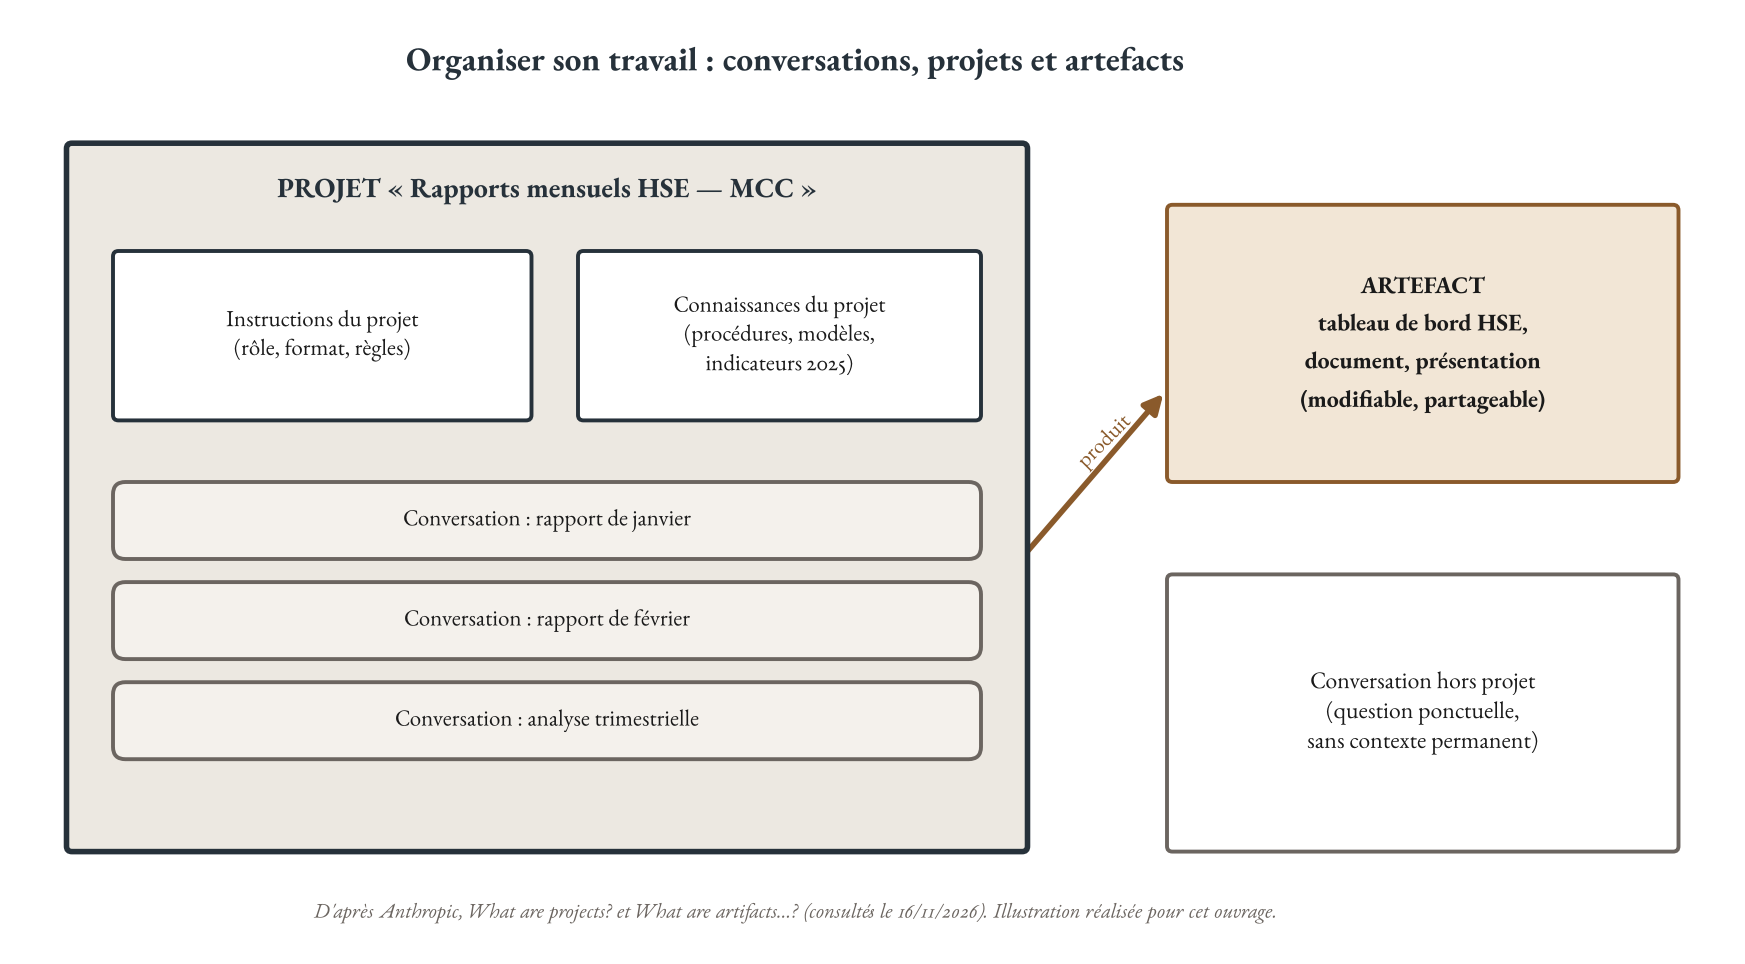 Organiser son travail : conversations, projets et artefacts
PROJET « Rapports mensuels HSE — MCC »
Instructions du projet
(rôle, format, règles)
Connaissances du projet
(procédures, modèles,
indicateurs 2025)
Conversation : rapport de janvier
Conversation : rapport de février
Conversation : analyse trimestrielle
produit
ARTEFACT
tableau de bord HSE,
document, présentation
(modifiable, partageable)
Conversation hors projet
(question ponctuelle,
sans contexte permanent)
D'après Anthropic, What are projects? et What are artifacts...? (consultés le 16/11/2026). Illustration réalisée pour cet ouvrage.